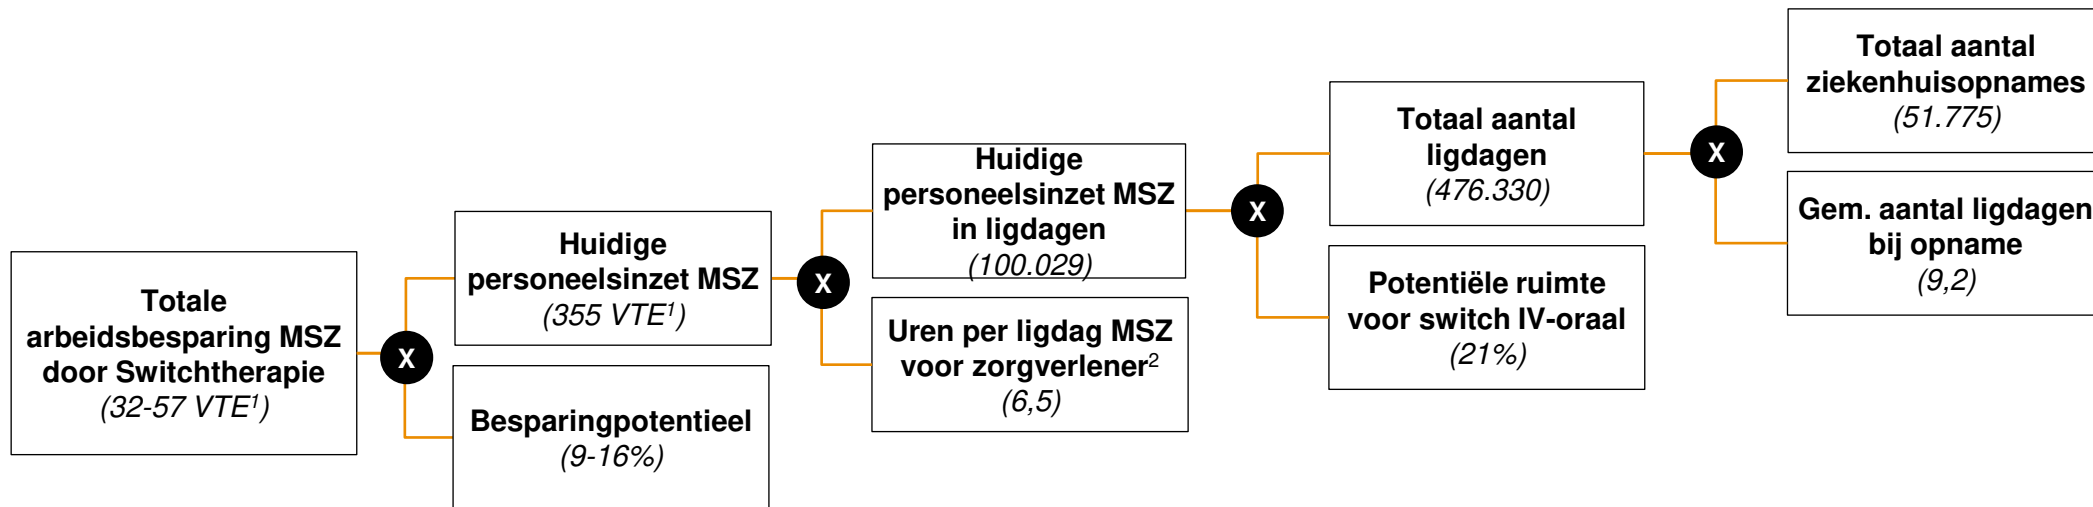 Totale
arbeidsbesparing MSZ
door Switchtherapie
(32-57 VTE¹)
X
Huidige
personeelsinzet MSZ
(355 VTE¹)
Besparingpotentieel
(9-16%)
X
Huidige
personeelsinzet MSZ
in ligdagen
(100.029)
Uren per ligdag MSZ
voor zorgverlener²
(6,5)
X
Totaal aantal
ligdagen
(476.330)
Potentiële ruimte
voor switch IV-oraal
(21%)
X
Totaal aantal
ziekenhuisopnames
(51.775)
Gem. aantal ligdagen
bij opname
(9,2)